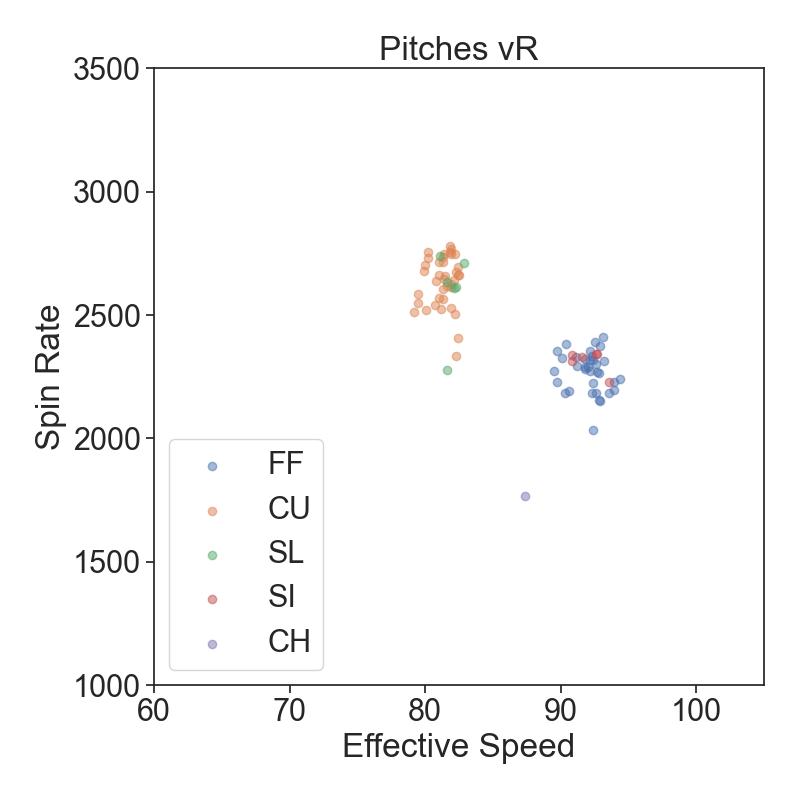 Pitches vR
3500
3000
2500
2000
1500
1000
Spin Rate
FF
CU
SL
SI
CH
60 70 80 90 100
Effective Speed